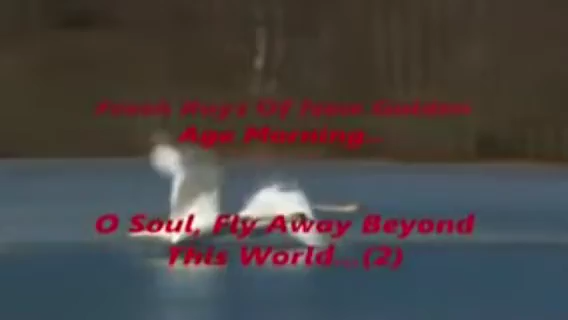 Fresh Rays Of Golden
Age Morning..
O Soul, Fly Away Beyond
This World...(2)